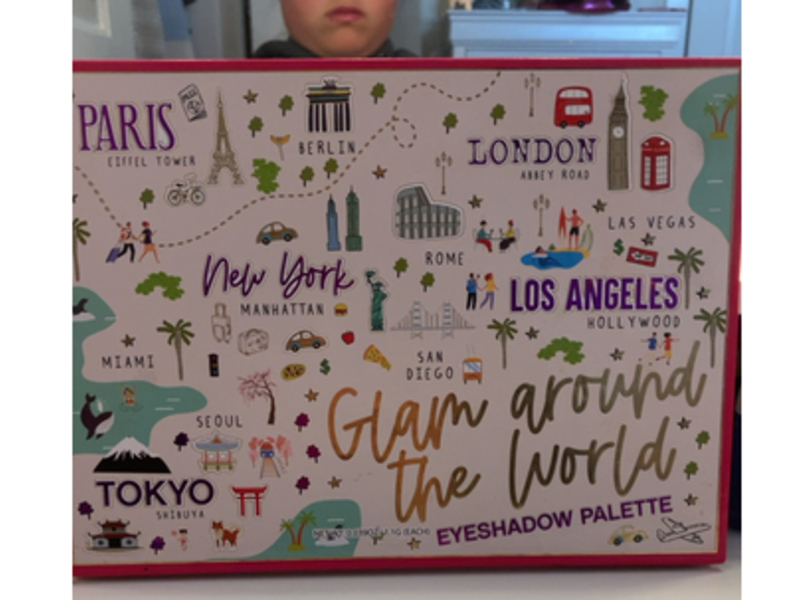 PARIS
EIFFEL TOWER
BERLIN
LONDON
ABBEY ROAD
LAS VEGAS
ROME
New York
MANHATTAN
LOS ANGELES
HOLLYWOOD
MIAMI
SAN
DIEGO
SEOUL
Glam around
the World
TOKYO
SHIBUYA
EYESHADOW PALETTE